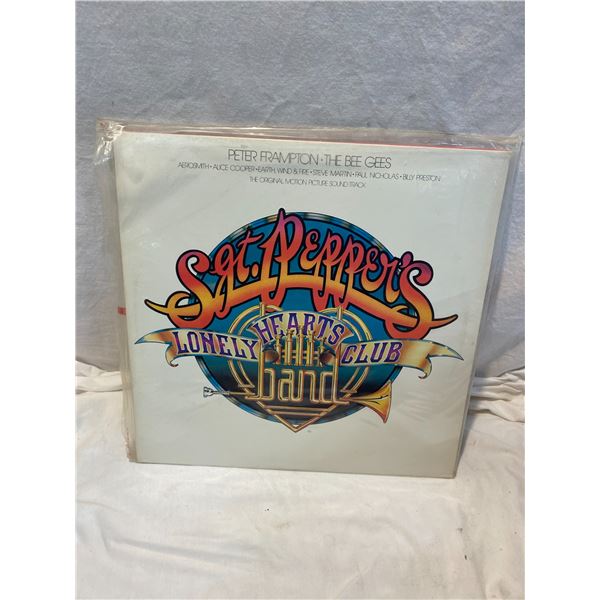 PETER FRAMPTON • THE BEE GEES
AEROSMITH • ALICE COOPER • EARTH, WIND & FIRE • STEVE MARTIN • PAUL NICHOLAS • BILLY PRESTON
THE ORIGINAL MOTION PICTURE SOUND TRACK
Sgt. Pepper's
LONELY HEARTS CLUB
band